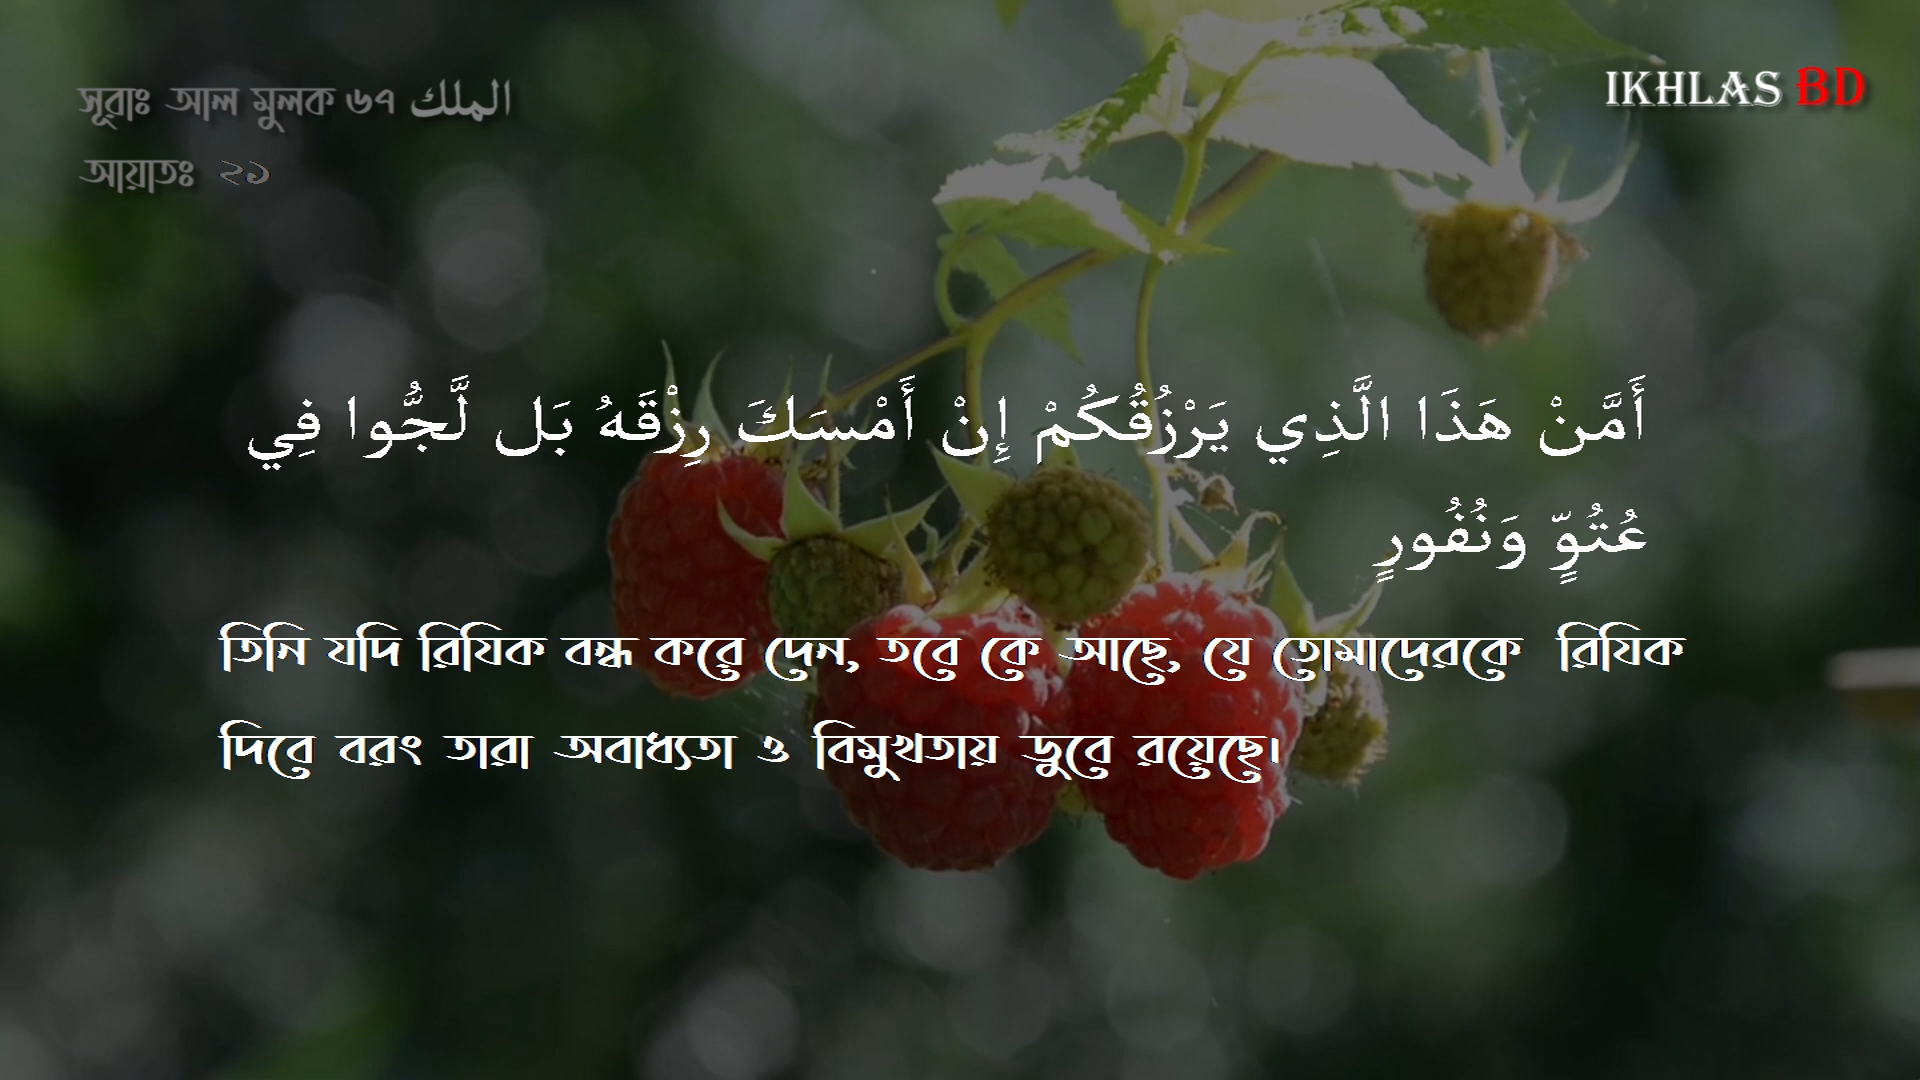 সূরাঃ আল মুলক ৬৭ الملك
IKHLAS BD
আয়াতঃ ২১
أَمَّنْ هَذَا الَّذِي يَرْزُقُكُمْ إِنْ أَمْسَكَ رِزْقَهُ بَل لَّجُّوا فِي
عُتُوٍّ وَنُفُورٍ
তিনি যদি রিযিক বন্ধ করে দেন, তবে কে আছে, যে তোমাদেরকে রিযিক
দিবে বরং তারা অবাধ্যতা ও বিমুখতায় ডুবে রয়েছে।